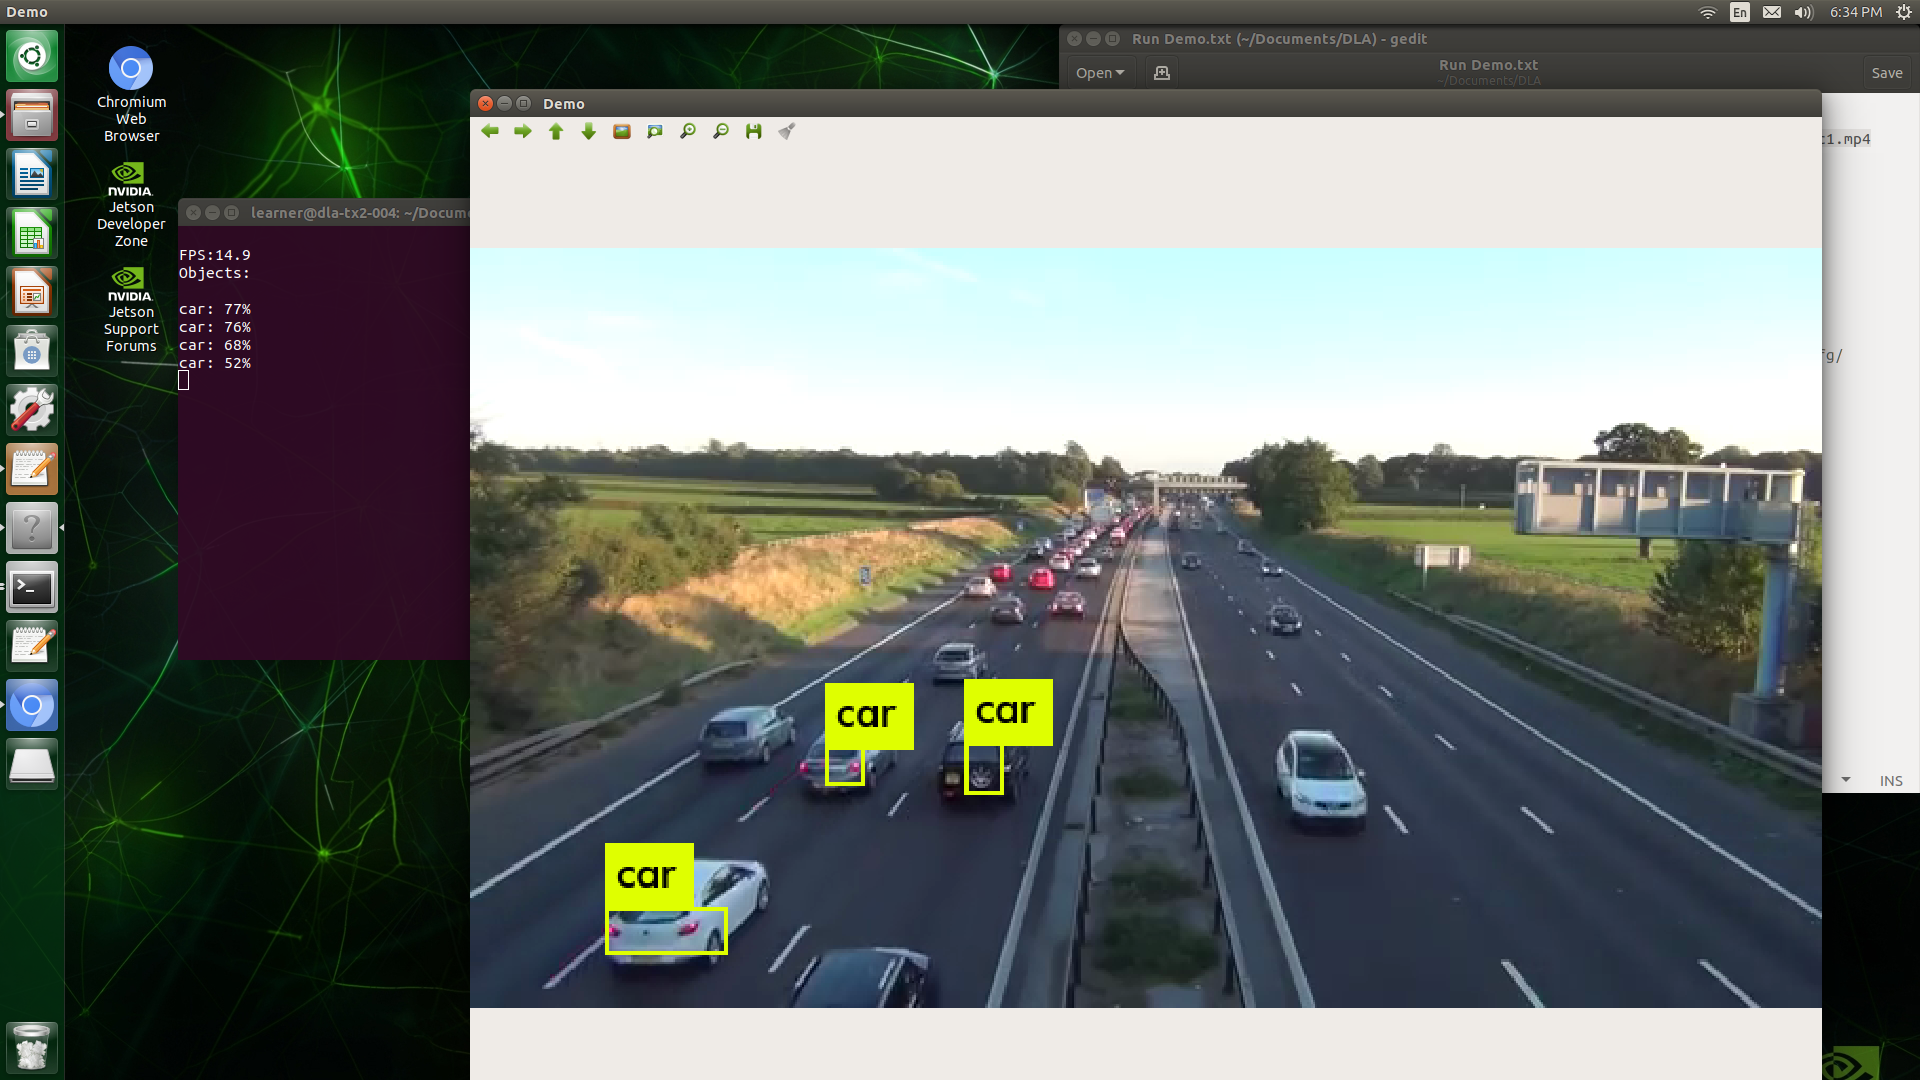 Demo
En
6:34 PM
Chromium
Web
Browser
NVIDIA.
Jetson
Developer
Zone
NVIDIA.
Jetson
Support
Forums
Run Demo.txt (~/Documents/DLA) - gedit
Open
Run Demo.txt
~/Documents/DLA
Save
1.mp4
g/
INS
learner@dla-tx2-004: ~/Docume
FPS:14.9
Objects:
car: 77%
car: 76%
car: 68%
car: 52%
Demo
car
car
car